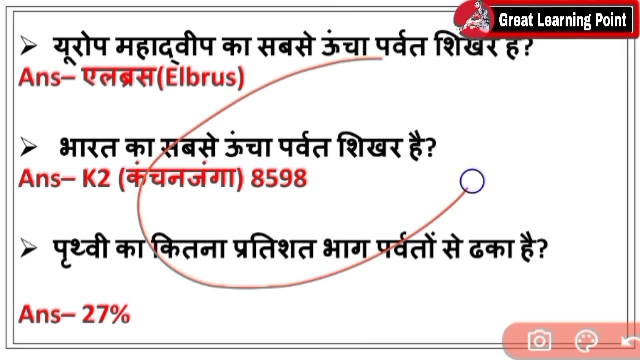 Great Learning Point
➢ यूरोप महाद्वीप का सबसे ऊंचा पर्वत शिखर है?
Ans– एलब्रस(Elbrus)
➢ भारत का सबसे ऊंचा पर्वत शिखर है?
Ans– K2 (कंचनजंगा) 8598
➢ पृथ्वी का कितना प्रतिशत भाग पर्वतों से ढका है?
Ans– 27%